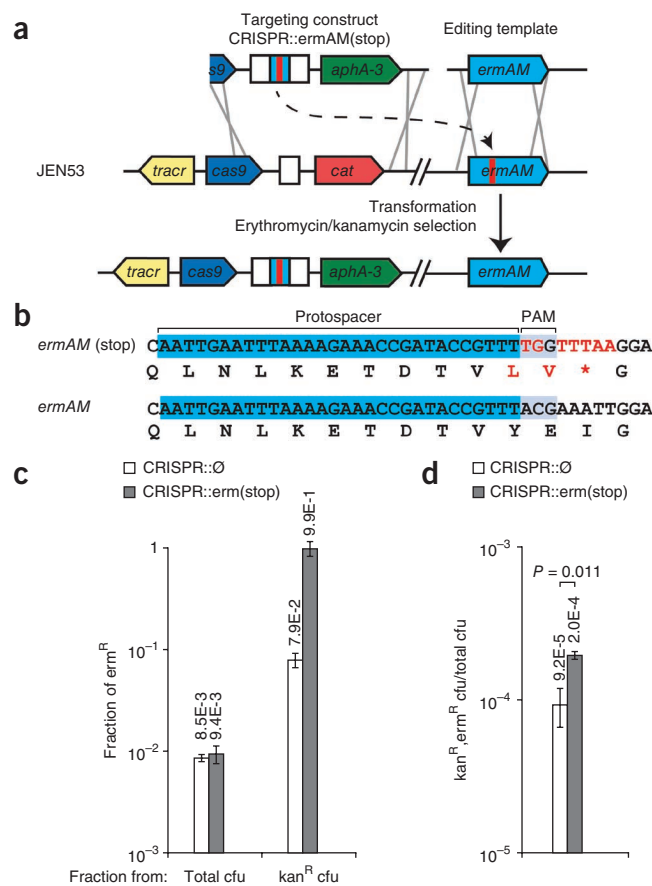 a
Targeting construct
CRISPR::ermAM(stop)
Editing template
s9
aphA-3
ermAM
JEN53
tracr
cas9
cat
ermAM
Transformation
Erythromycin/kanamycin selection
tracr
cas9
aphA-3
ermAM
b
Protospacer
PAM
ermAM (stop)
CAATTGAATTTAAAAGAAACCGATACCGTTTTGGTTTAAGGA
Q L N L K E T D T V L V * G
ermAM
CAATTGAATTTAAAAGAAACCGATACCGTTTACGAAATTGGA
Q L N L K E T D T V Y E I G
c
CRISPR::Ø
CRISPR::erm(stop)
Fraction of ermᴿ
1
10⁻¹
10⁻²
10⁻³
8.5E-3
9.4E-3
7.9E-2
9.9E-1
Fraction from:
Total cfu
kanᴿ cfu
d
CRISPR::Ø
CRISPR::erm(stop)
kanᴿ,ermᴿ cfu/total cfu
10⁻³
10⁻⁴
10⁻⁵
P = 0.011
9.2E-5
2.0E-4